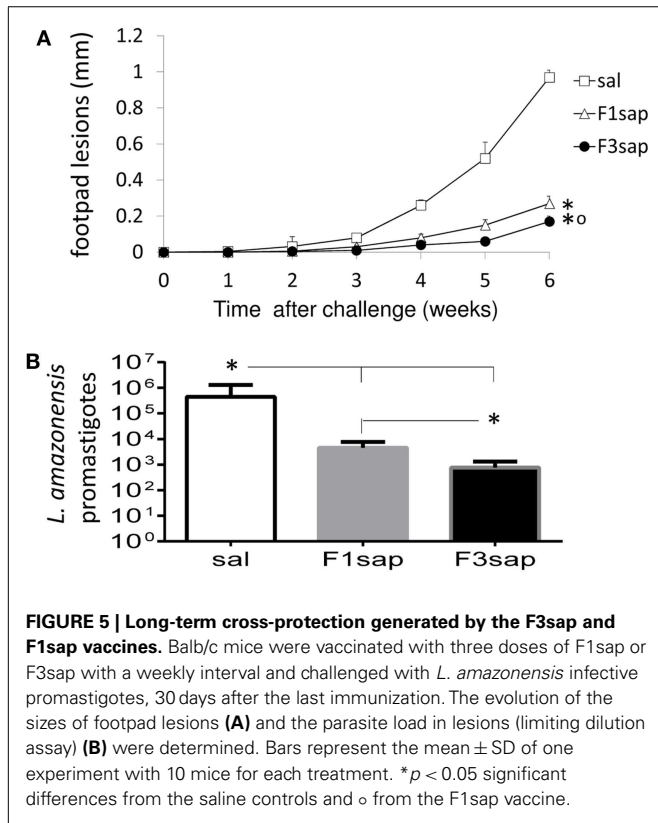 A
footpad lesions (mm)
1.2
1
0.8
0.6
0.4
0.2
0
0 1 2 3 4 5 6
Time after challenge (weeks)
sal
F1sap
F3sap
*
*o
B
L. amazonensis
promastigotes
10⁷
10⁶
10⁵
10⁴
10³
10²
10¹
10⁰
* 
*
sal F1sap F3sap
FIGURE 5 | Long-term cross-protection generated by the F3sap and
F1sap vaccines. Balb/c mice were vaccinated with three doses of F1sap or
F3sap with a weekly interval and challenged with L. amazonensis infective
promastigotes, 30 days after the last immunization. The evolution of the
sizes of footpad lesions (A) and the parasite load in lesions (limiting dilution
assay) (B) were determined. Bars represent the mean ± SD of one
experiment with 10 mice for each treatment. *p < 0.05 significant
differences from the saline controls and ○ from the F1sap vaccine.